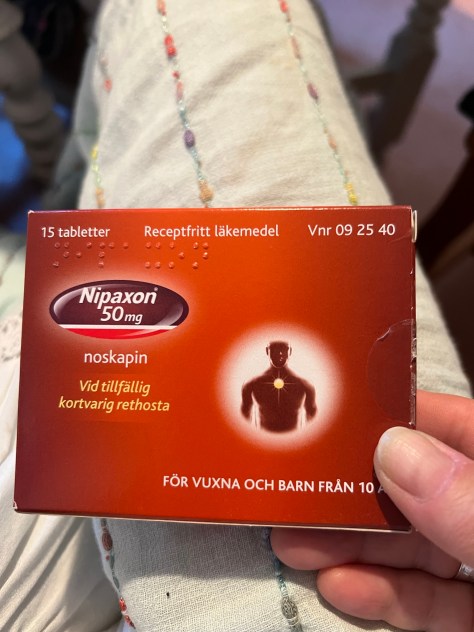 15 tabletter Receptfritt läkemedel Vnr 09 25 40
Nipaxon®
50 mg
noskapin
Vid tillfällig
kortvarig rethosta
FÖR VUXNA OCH BARN FRÅN 10